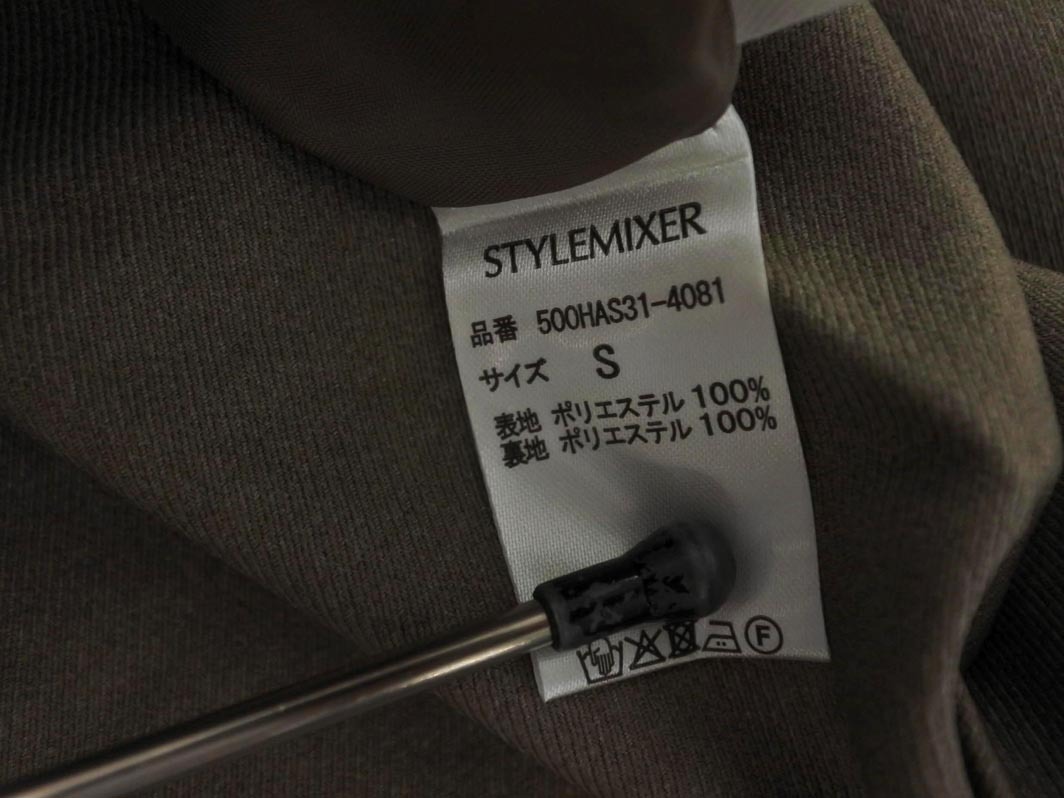 STYLEMIXER
品番 500HAS31-4081
サイズ S
表地 ポリエステル 100%
裏地 ポリエステル 100%
F